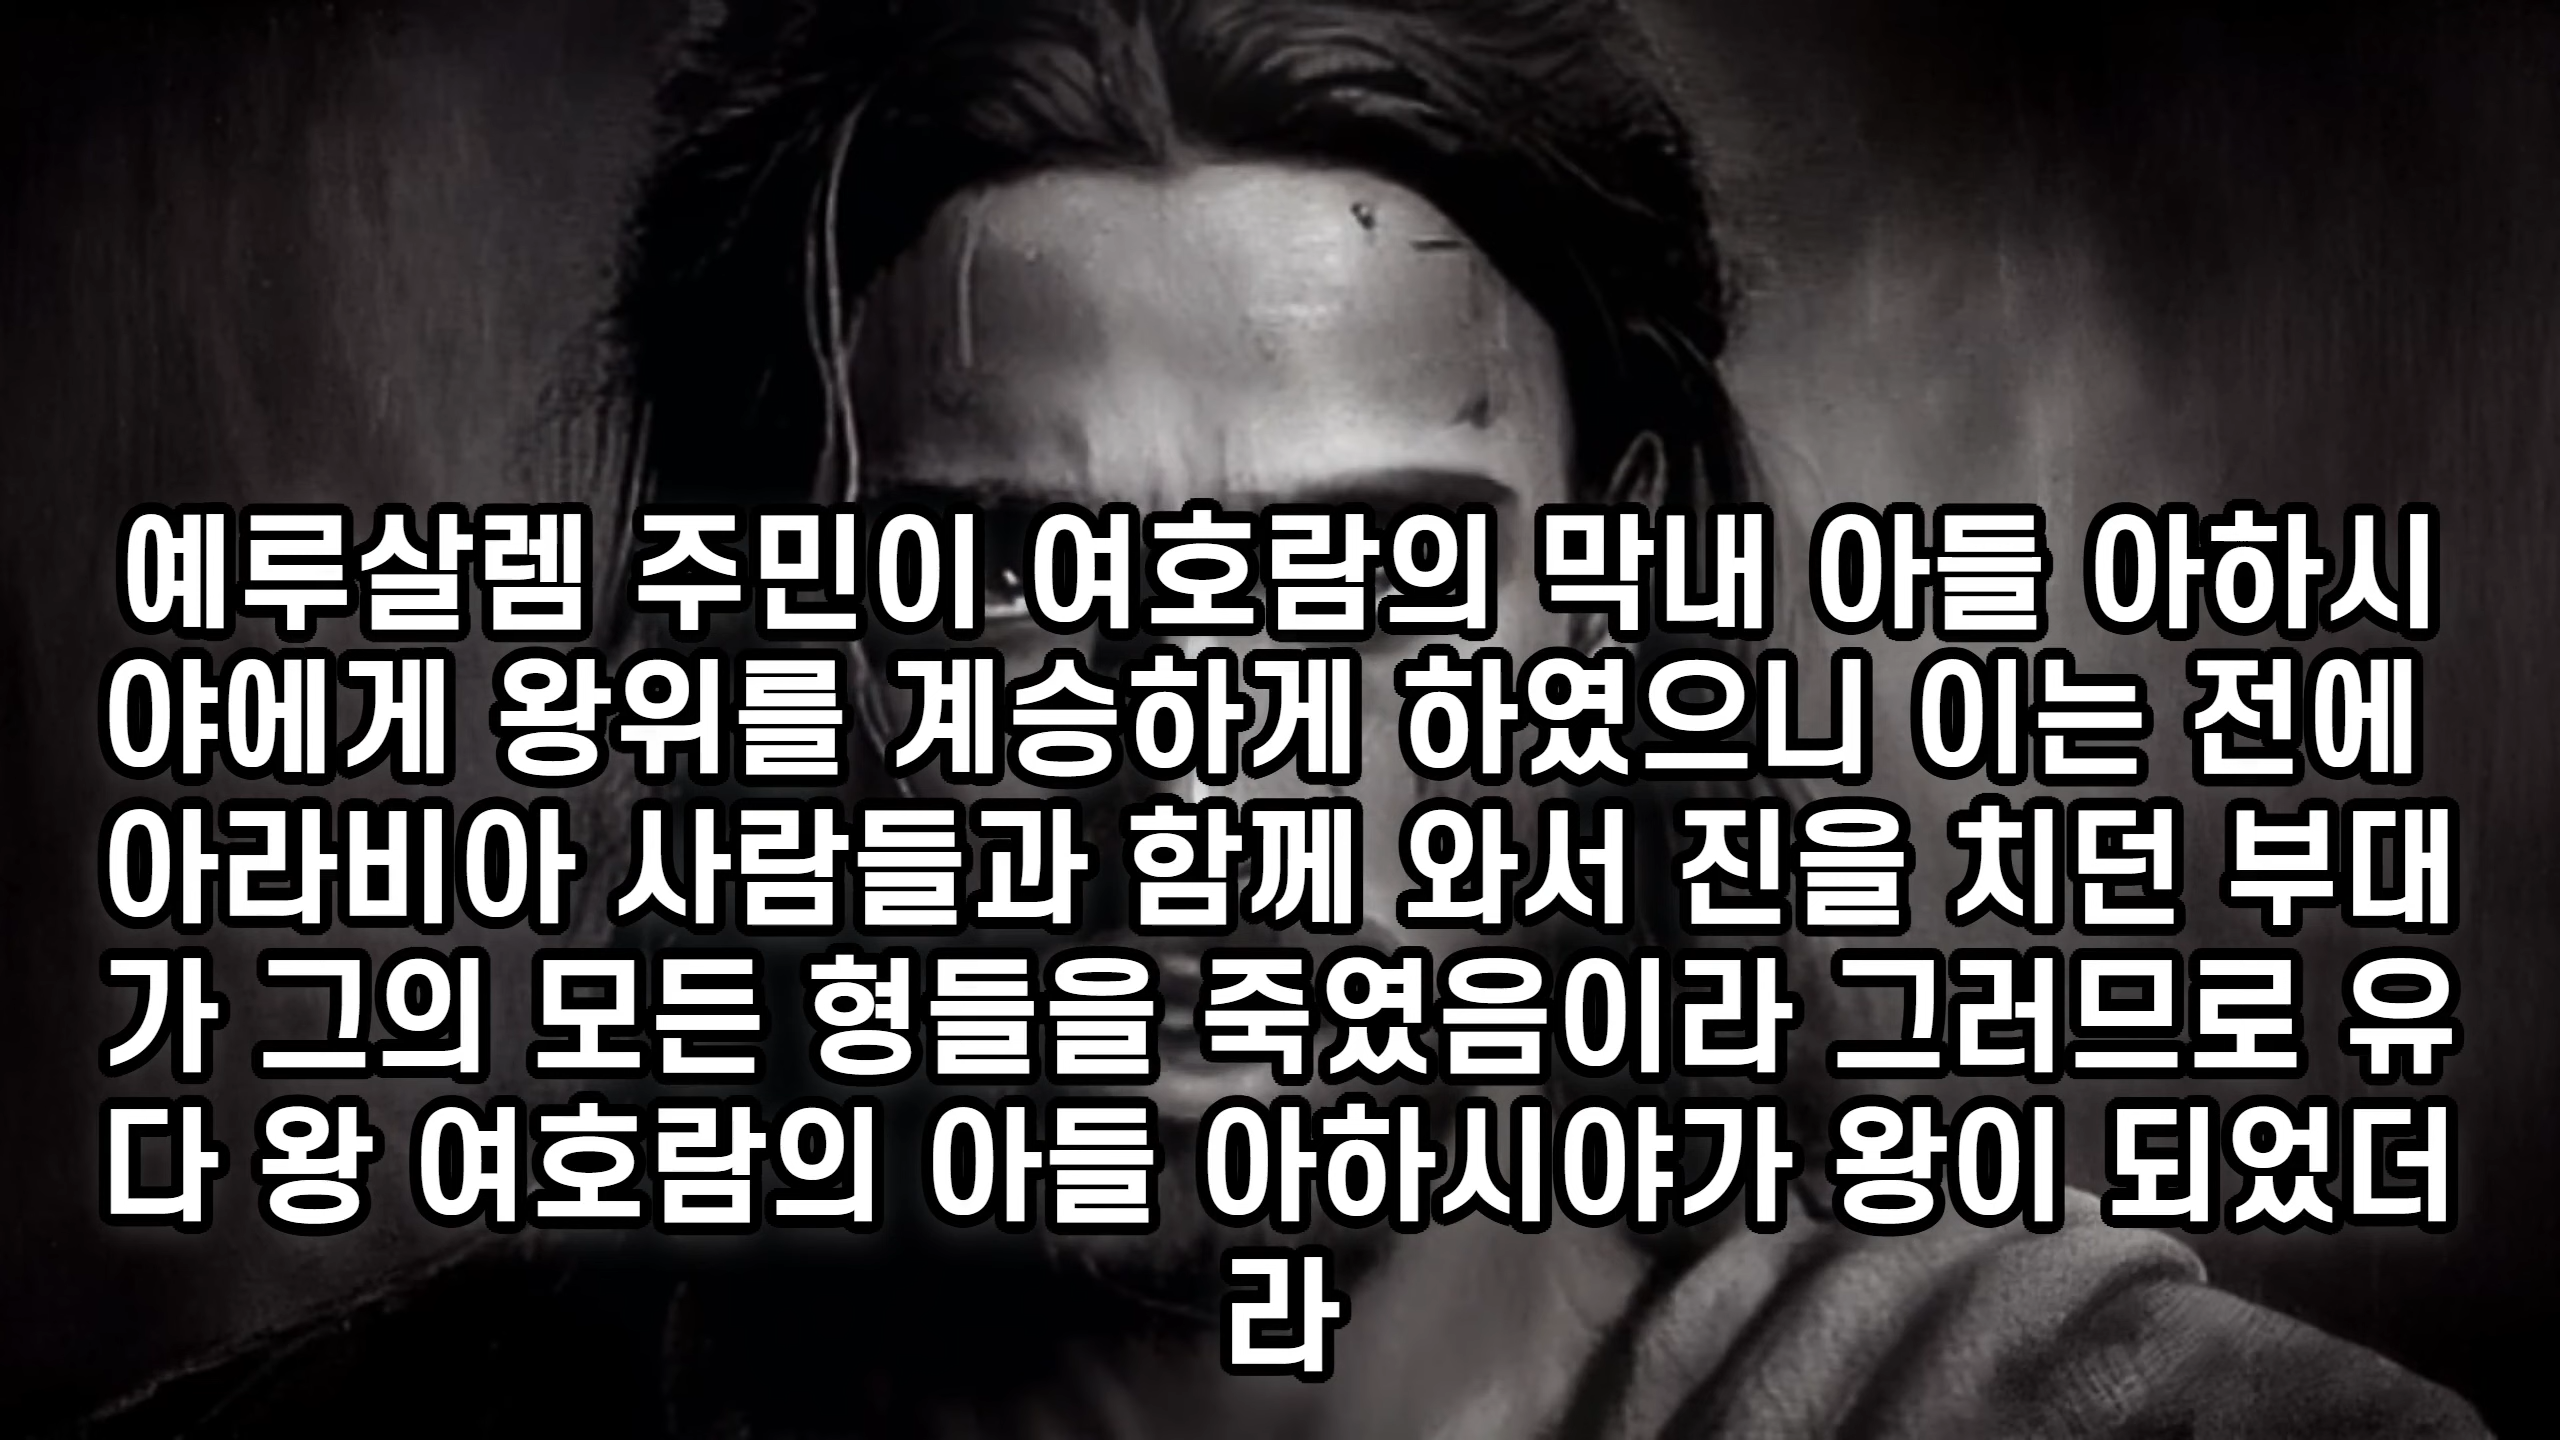 예루살렘 주민이 여호람의 막내 아들 아하시
야에게 왕위를 계승하게 하였으니 이는 전에
아라비아 사람들과 함께 와서 진을 치던 부대
가 그의 모든 형들을 죽였음이라 그러므로 유
다 왕 여호람의 아들 아하시야가 왕이 되었더
라